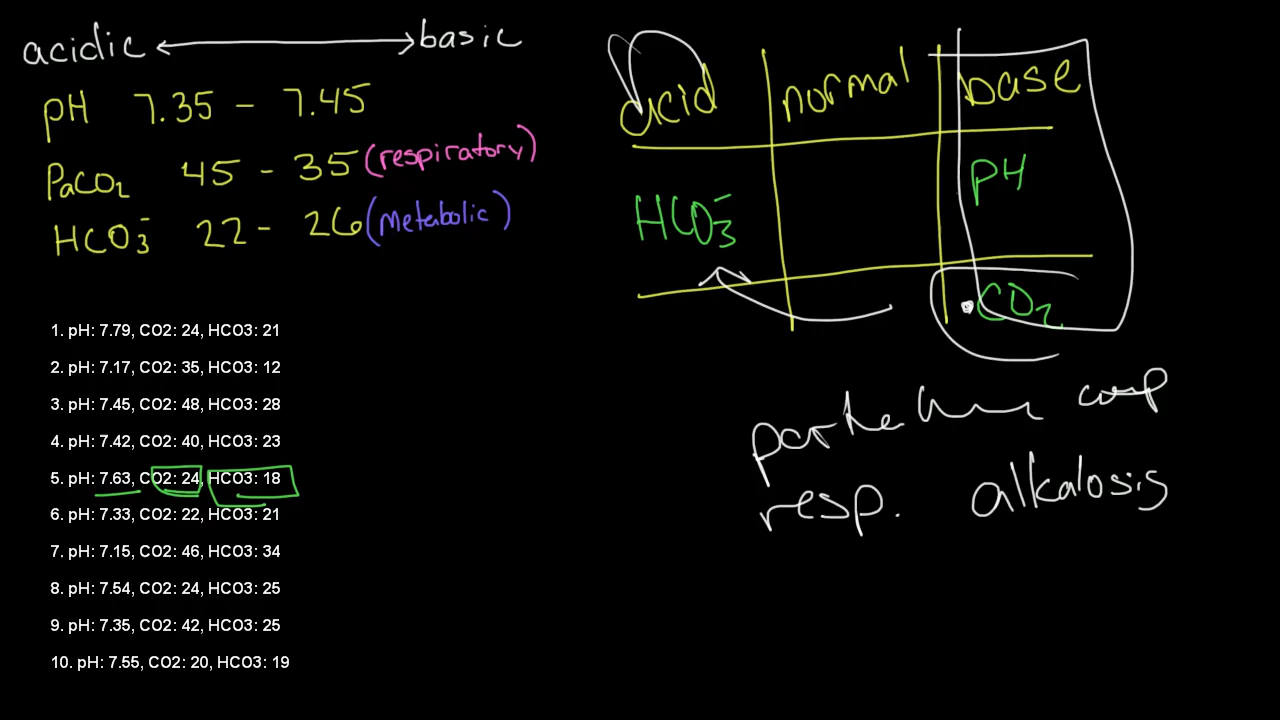 acidic basic
pH 7.35 - 7.45
PaCO2 45 - 35 (respiratory)
HCO3- 22 - 26 (Metabolic)
acid normal base
pH
HCO3-
CO2
comp
resp. alkalosis
1. pH: 7.79, CO2: 24, HCO3: 21
2. pH: 7.17, CO2: 35, HCO3: 12
3. pH: 7.45, CO2: 48, HCO3: 28
4. pH: 7.42, CO2: 40, HCO3: 23
5. pH: 7.63, CO2: 24, HCO3: 18
6. pH: 7.33, CO2: 22, HCO3: 21
7. pH: 7.15, CO2: 46, HCO3: 34
8. pH: 7.54, CO2: 24, HCO3: 25
9. pH: 7.35, CO2: 42, HCO3: 25
10. pH: 7.55, CO2: 20, HCO3: 19